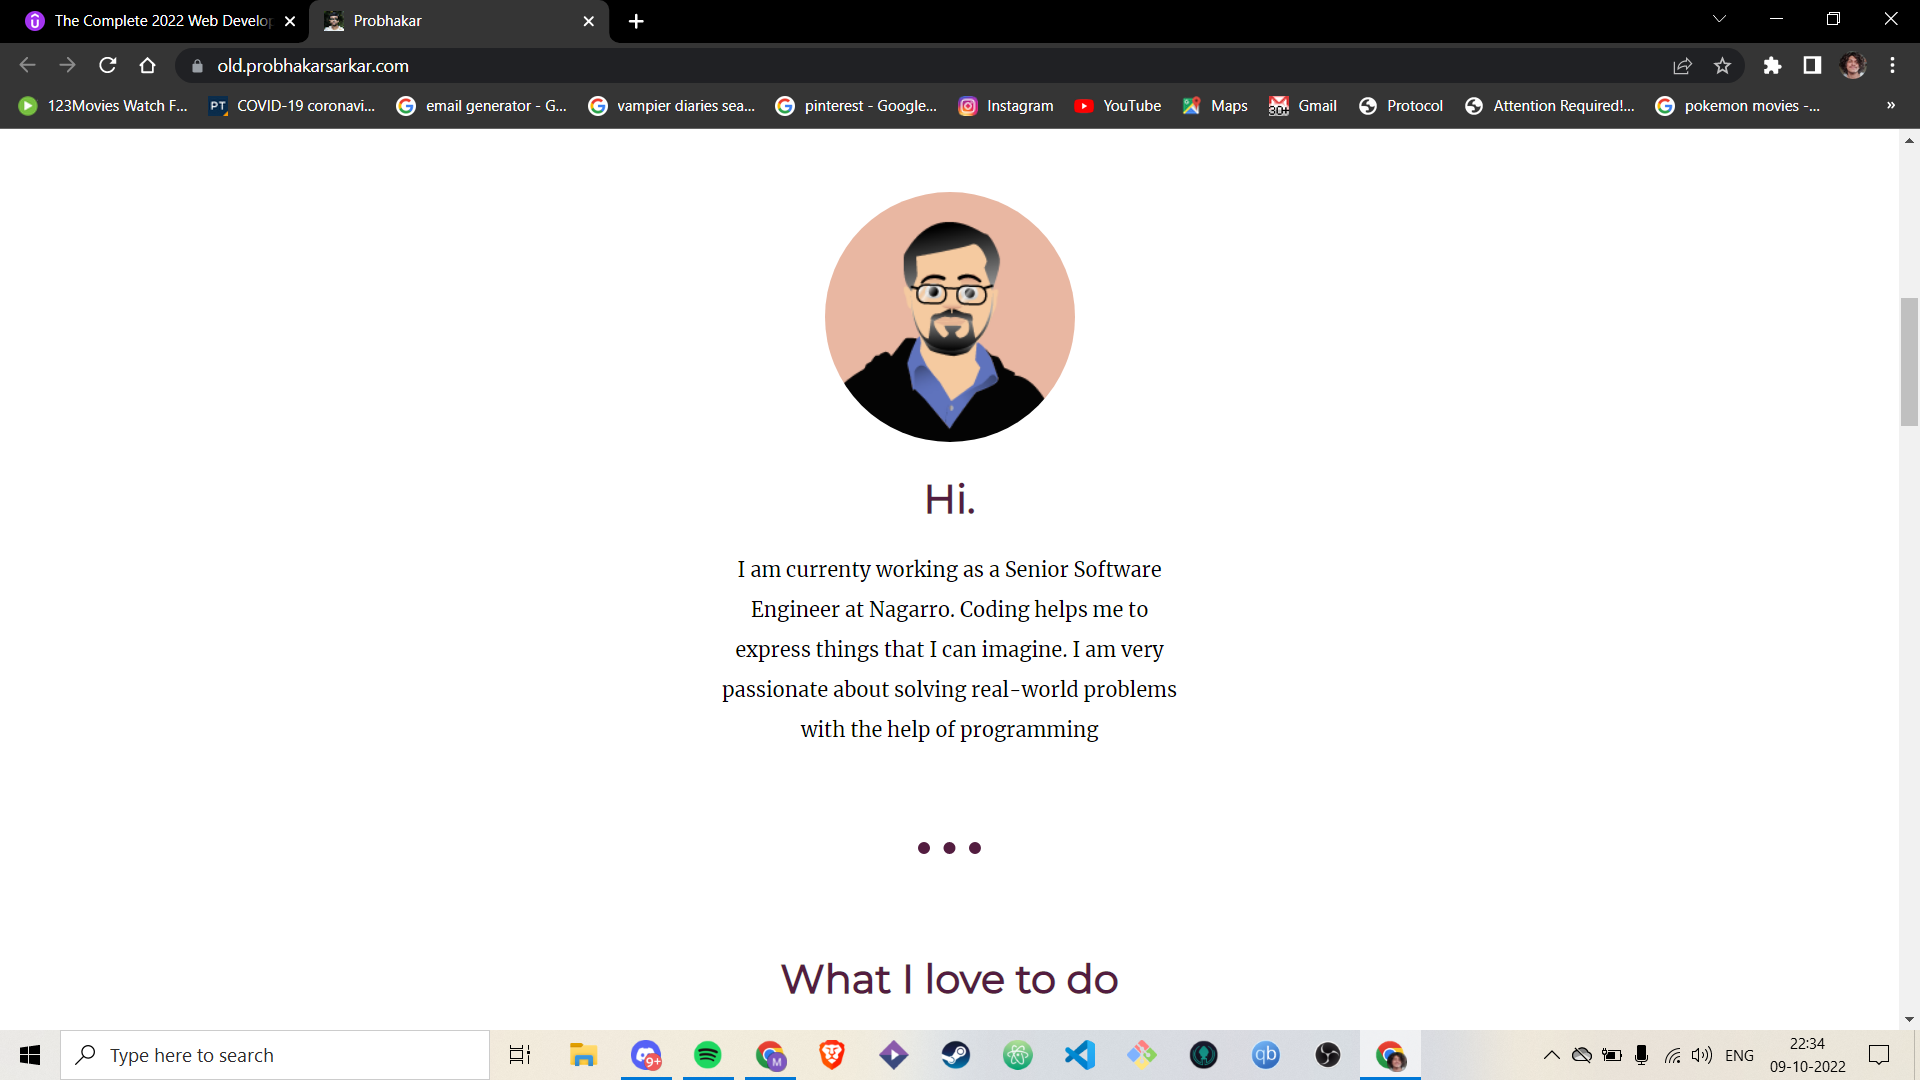 The Complete 2022 Web Develop
Probhakar
old.probhakarsarkar.com
123Movies Watch F...
PT
COVID-19 coronavi...
email generator - G...
vampier diaries sea...
pinterest - Google...
Instagram
YouTube
Maps
30+
Gmail
Protocol
Attention Required!...
pokemon movies -...
»
Hi.
I am currenty working as a Senior Software
Engineer at Nagarro. Coding helps me to
express things that I can imagine. I am very
passionate about solving real-world problems
with the help of programming
What I love to do
Type here to search
9+
M
qb
ENG
22:34
09-10-2022